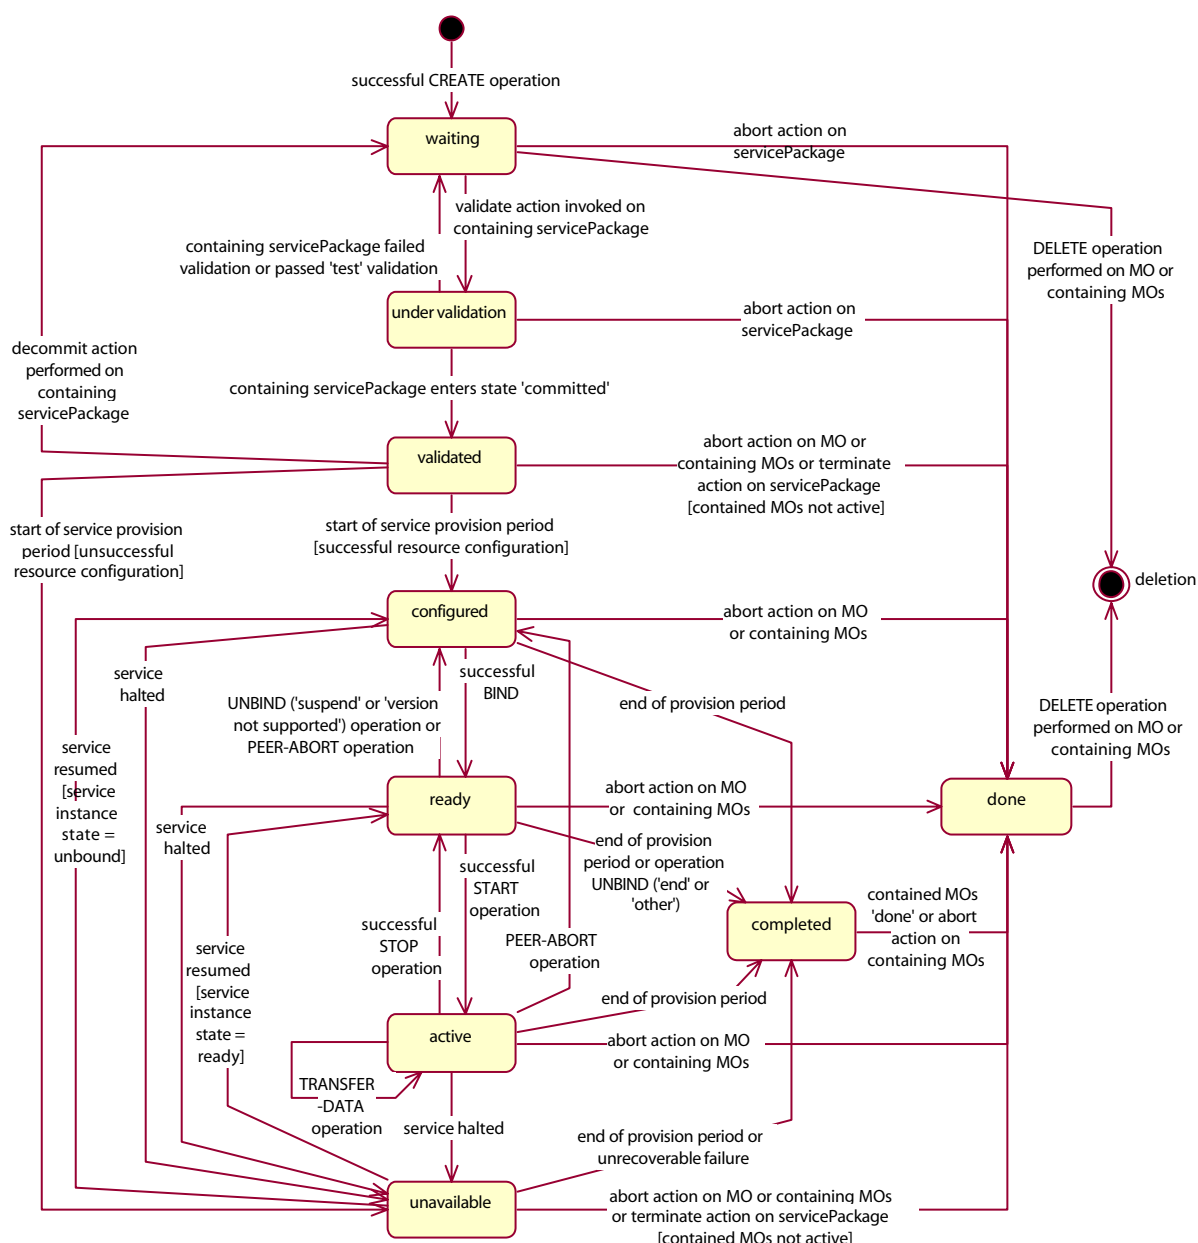 successful CREATE operation
waiting
abort action on
servicePackage
validate action invoked on
containing servicePackage
containing servicePackage failed
validation or passed 'test' validation
DELETE operation
performed on MO or
containing MOs
under validation
abort action on
servicePackage
decommit action
performed on
containing
servicePackage
containing servicePackage enters state 'committed'
validated
abort action on MO or
containing MOs or terminate
action on servicePackage
[contained MOs not active]
start of service provision
period [unsuccessful
resource configuration]
start of service provision period
[successful resource configuration]
deletion
configured
abort action on MO
or containing MOs
service
halted
successful
BIND
UNBIND ('suspend' or 'version
not supported') operation or
PEER-ABORT operation
end of provision period
DELETE operation
performed on MO or
containing MOs
service
resumed
[service
instance
state =
unbound]
ready
abort action on MO
or containing MOs
done
service
halted
end of provision
period or operation
UNBIND ('end' or
'other')
successful
START
operation
contained MOs
'done' or abort
action on
containing MOs
completed
successful
STOP
operation
PEER-ABORT
operation
service
resumed
[service
instance
state =
ready]
end of provision period
active
abort action on MO
or containing MOs
TRANSFER
-DATA
operation
service halted
end of provision period or
unrecoverable failure
unavailable
abort action on MO or containing MOs
or terminate action on servicePackage
[contained MOs not active]